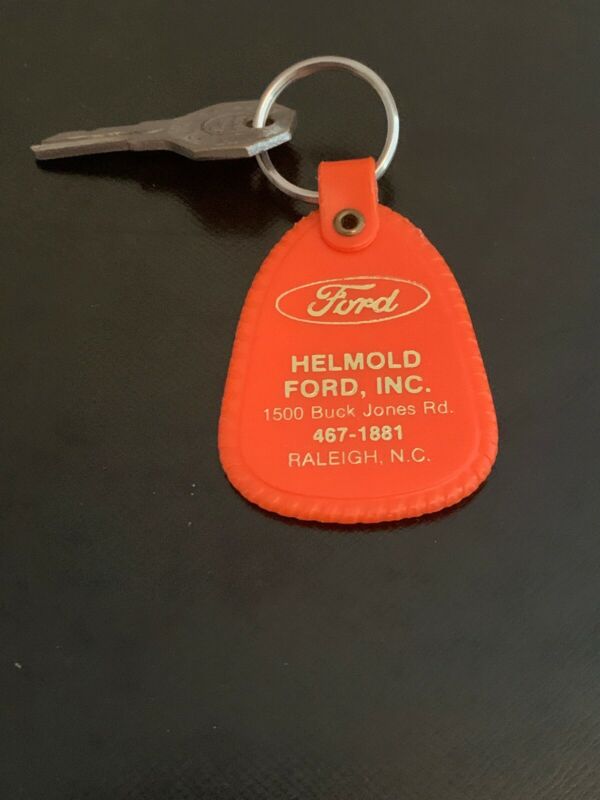 Ford
HELMOLD
FORD, INC.
1500 Buck Jones Rd.
467-1881
RALEIGH, N.C.